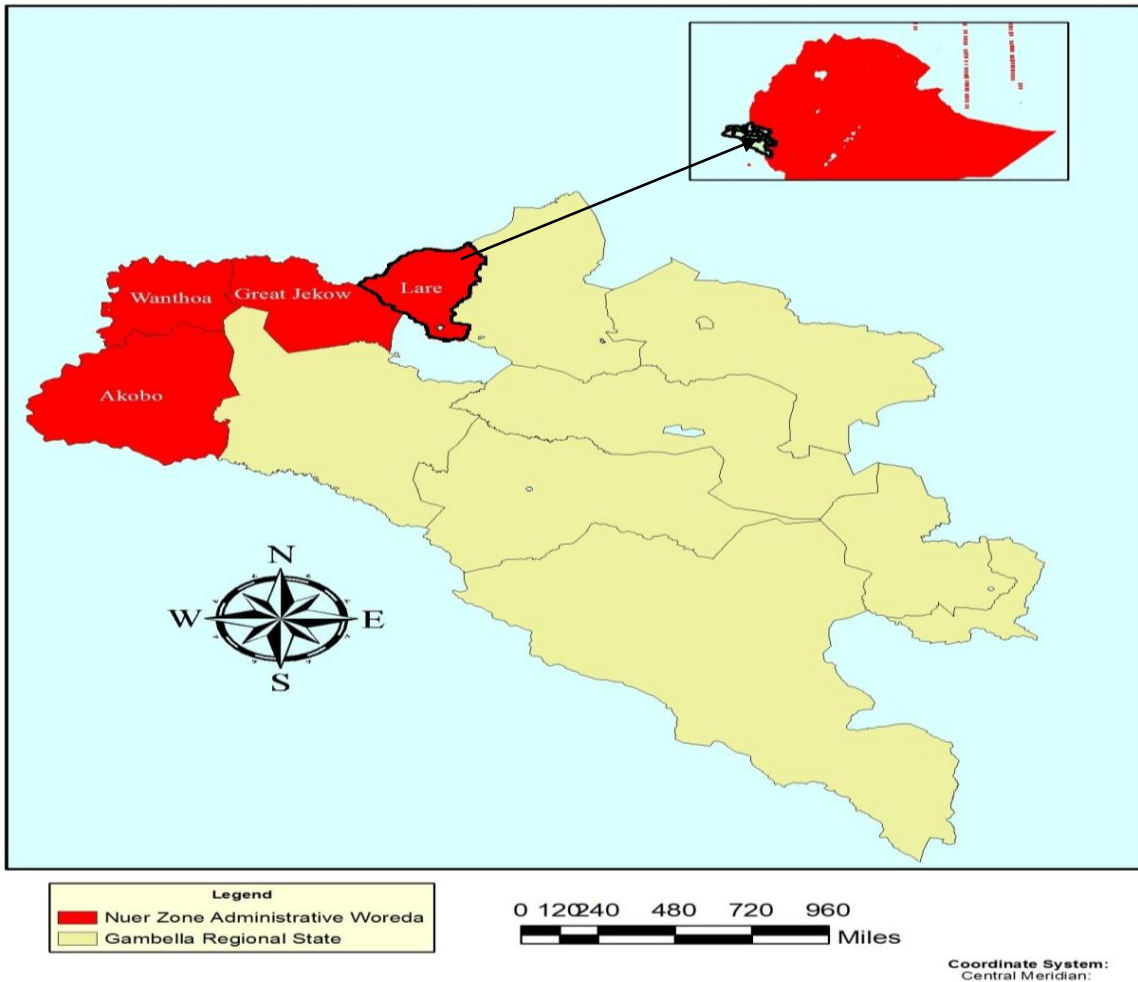 Wanthoa
Great Jekow
Lare
Akobo
N
W
E
S
Legend
Nuer Zone Administrative Woreda
Gambella Regional State
0 120240 480 720 960
Miles
Coordinate System:
Central Meridian: